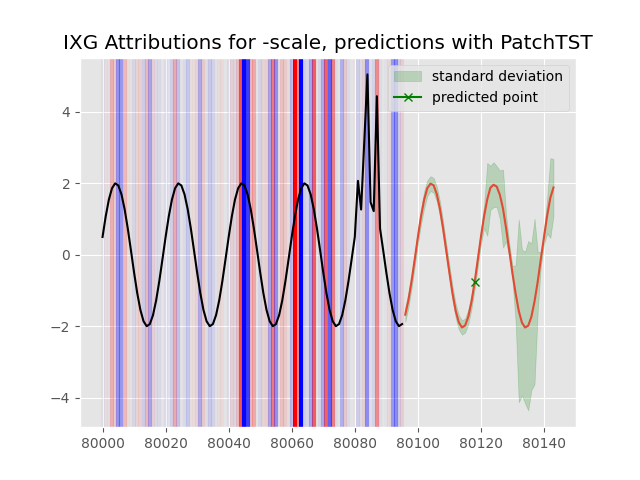 IXG Attributions for -scale, predictions with PatchTST
standard deviation
predicted point
4
2
0
−2
−4
80000 80020 80040 80060 80080 80100 80120 80140